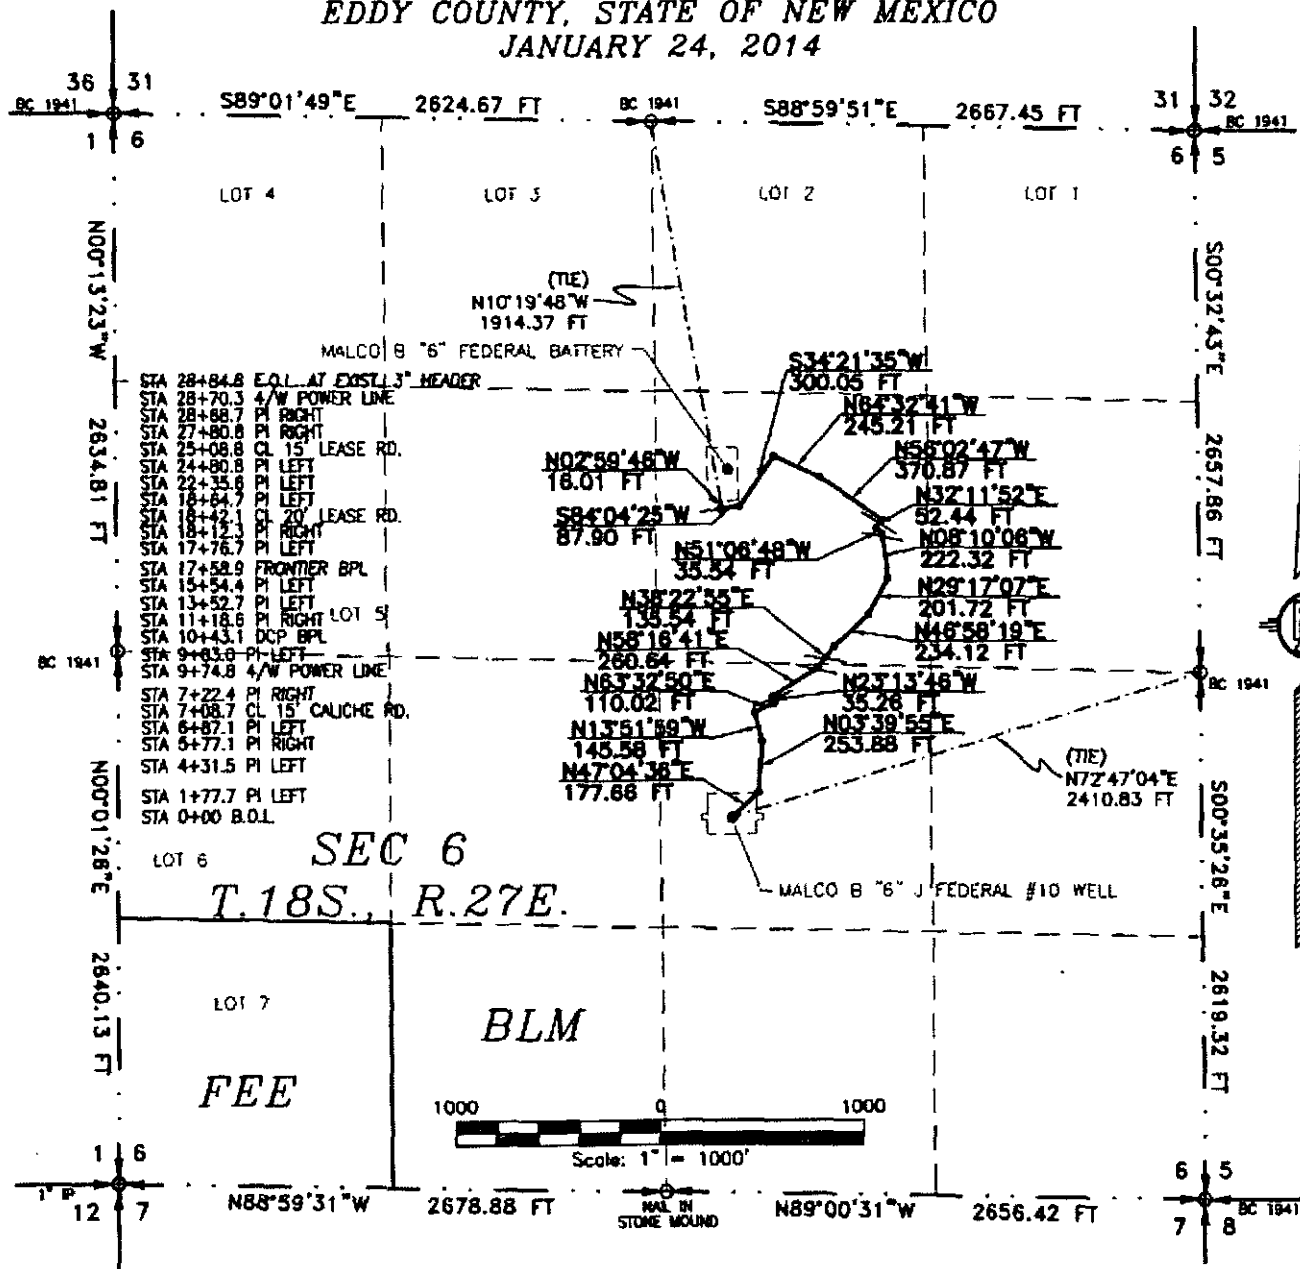 EDDY COUNTY, STATE OF NEW MEXICO
JANUARY 24, 2014
36 31
BC 1941
1 6
S89°01'49"E 2624.67 FT
BC 1941
S88°59'51"E 2667.45 FT
31 32
BC 1941
6 5
LOT 4
LOT 3
LOT 2
LOT 1
N00°13'23"W 2634.81 FT
S00°32'43"E 2657.86 FT
(TIE)
N10°19'48"W
1914.37 FT
MALCO B "6" FEDERAL BATTERY
STA 28+84.8 E.O.L. AT EXIST. 3" HEADER
STA 28+70.3 4/W POWER LINE
STA 28+68.7 PI RIGHT
STA 27+80.8 PI RIGHT
STA 25+08.8 CL 15' LEASE RD.
STA 24+80.8 PI LEFT
STA 22+35.6 PI LEFT
STA 18+64.7 PI LEFT
STA 18+42.1 CL 20' LEASE RD.
STA 18+12.3 PI RIGHT
STA 17+76.7 PI LEFT
STA 17+58.9 FRONTIER BPL
STA 15+54.4 PI LEFT
STA 13+52.7 PI LEFT
STA 11+18.6 PI RIGHT
LOT 5
STA 10+43.1 DCP BPL
STA 9+83.0 PI LEFT
STA 9+74.8 4/W POWER LINE
STA 7+22.4 PI RIGHT
STA 7+08.7 CL 15' CALICHE RD.
STA 6+87.1 PI LEFT
STA 5+77.1 PI RIGHT
STA 4+31.5 PI LEFT
STA 1+77.7 PI LEFT
STA 0+00 B.O.L.
S34°21'35"W
300.05 FT
N64°32'41"W
245.21 FT
N56°02'47"W
370.87 FT
N02°59'46"W
16.01 FT
N32°11'52"E
52.44 FT
S84°04'25"W
87.90 FT
N08°10'06"W
222.32 FT
N51°06'48"W
35.54 FT
N29°17'07"E
201.72 FT
N38°22'55"E
135.54 FT
N46°58'19"E
234.12 FT
N58°16'41"E
260.64 FT
N63°32'50"E
110.02 FT
N23°13'46"W
35.26 FT
N13°51'59"W
145.58 FT
N03°39'55"E
253.88 FT
N47°04'36"E
177.66 FT
BC 1941
BC 1941
(TIE)
N72°47'04"E
2410.83 FT
N00°01'28"E 2640.13 FT
S00°35'26"E 2619.32 FT
LOT 6
SEC 6
T.18S., R.27E.
MALCO B "6" J FEDERAL #10 WELL
LOT 7
BLM
FEE
1000 0 1000
Scale: 1" = 1000'
1 6
1" IP
12 7
N88°59'31"W 2678.88 FT
NAIL IN
STONE MOUND
N89°00'31"W 2656.42 FT
6 5
BC 1941
7 8